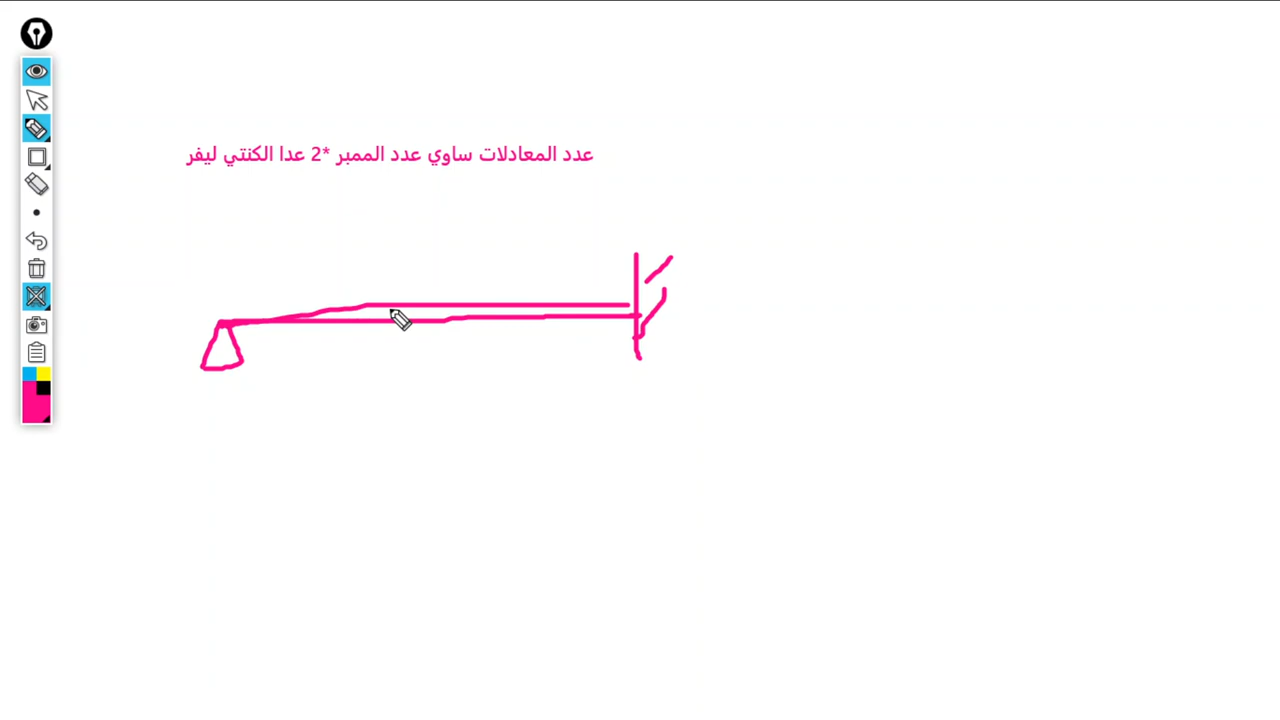 عدد المعادلات ساوي عدد الممبر *2 عدا الكنتي ليفر